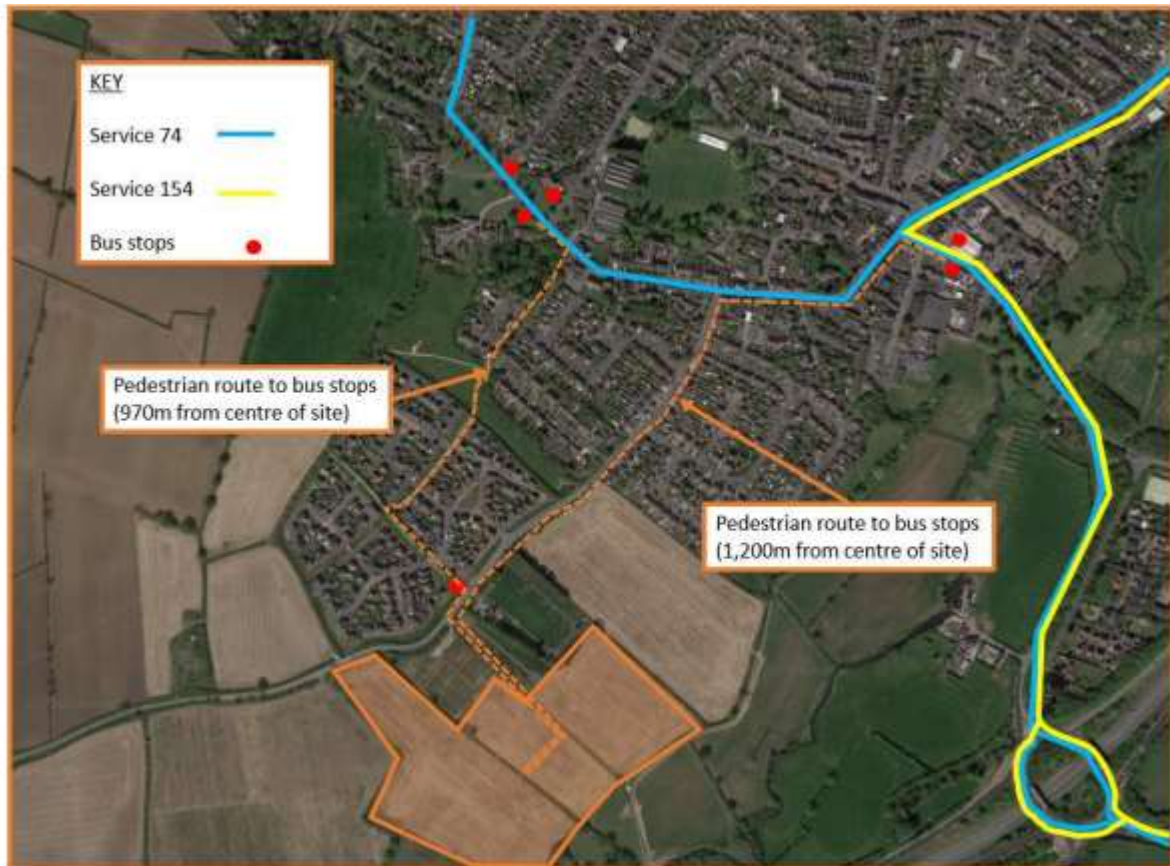 KEY
Service 74
Service 154
Bus stops
Pedestrian route to bus stops
(970m from centre of site)
Pedestrian route to bus stops
(1,200m from centre of site)